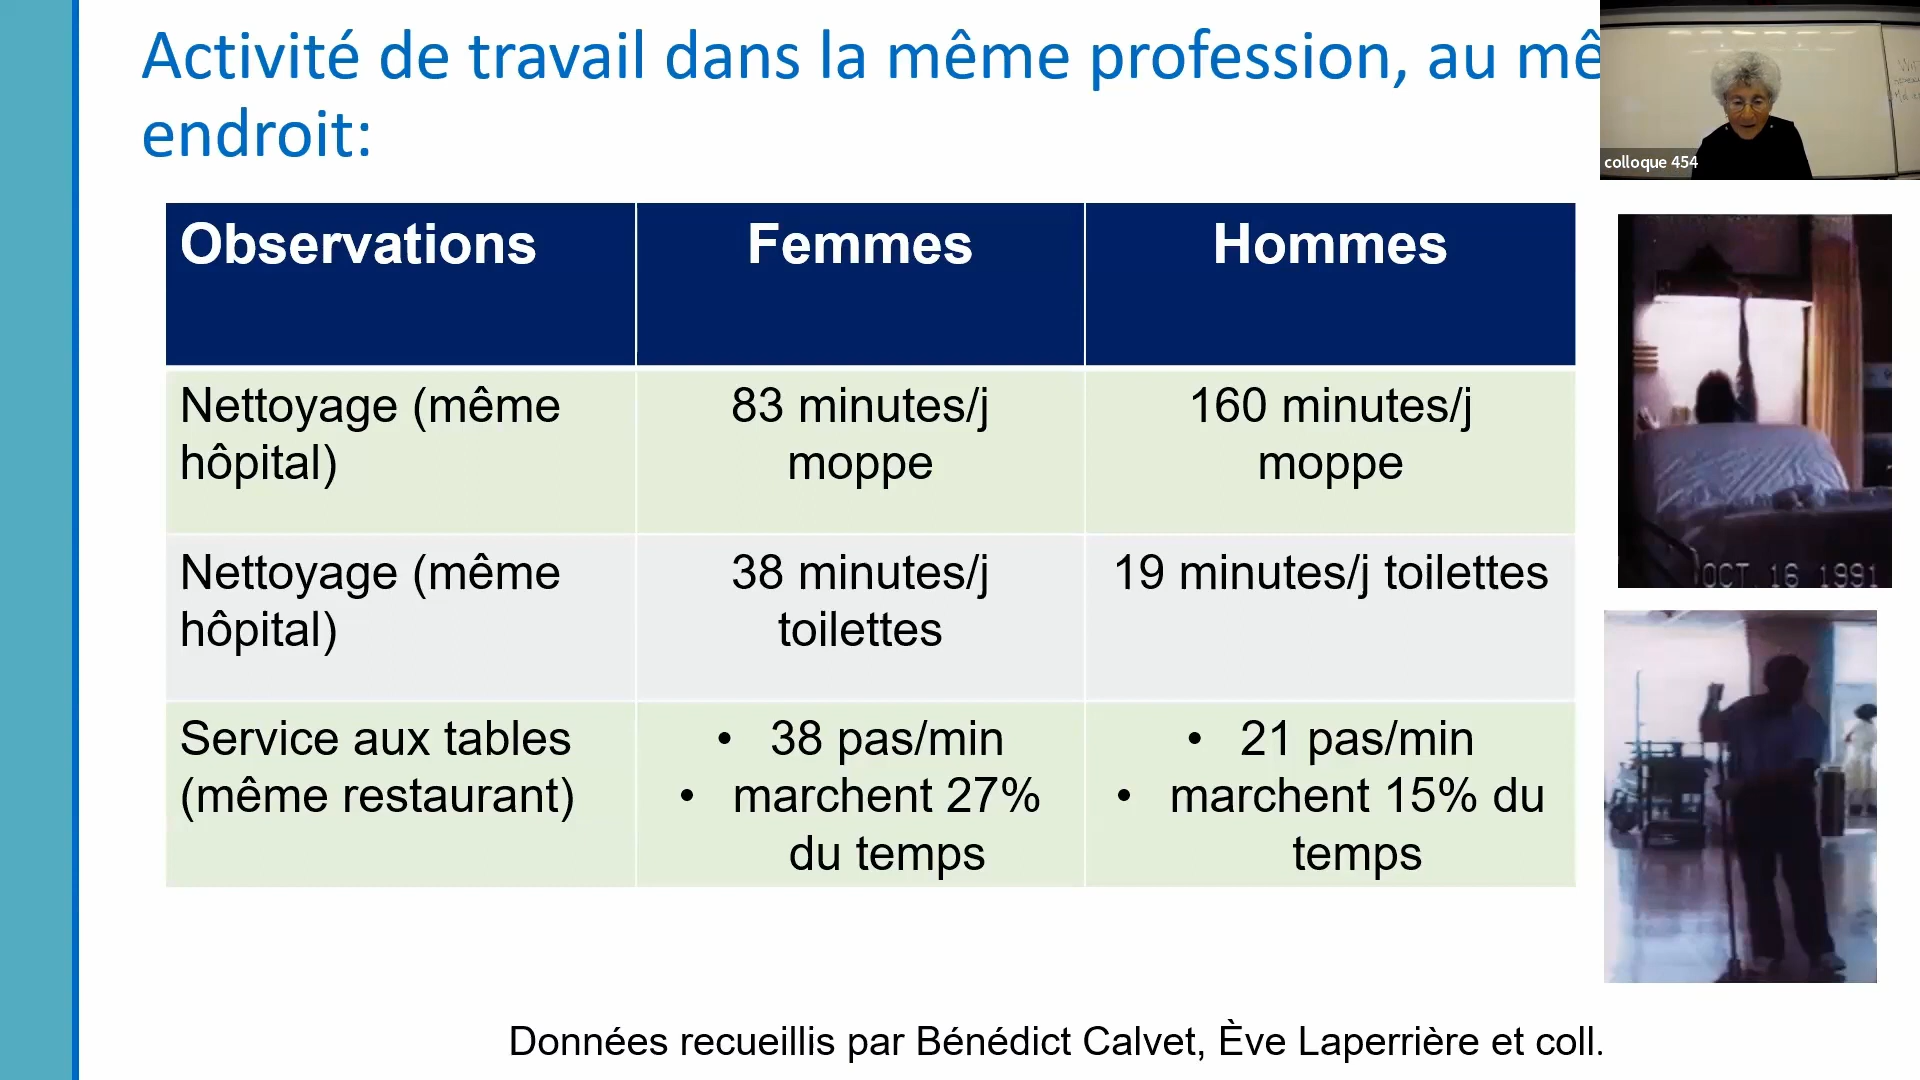 Activité de travail dans la même profession, au mê
endroit:
colloque 454
Observations
Femmes
Hommes
Nettoyage (même
hôpital)
83 minutes/j
moppe
160 minutes/j
moppe
Nettoyage (même
hôpital)
38 minutes/j
toilettes
19 minutes/j toilettes
Service aux tables
(même restaurant)
• 38 pas/min
• marchent 27%
du temps
• 21 pas/min
• marchent 15% du
temps
OCT. 16 1991
Données recueillis par Bénédict Calvet, Ève Laperrière et coll.